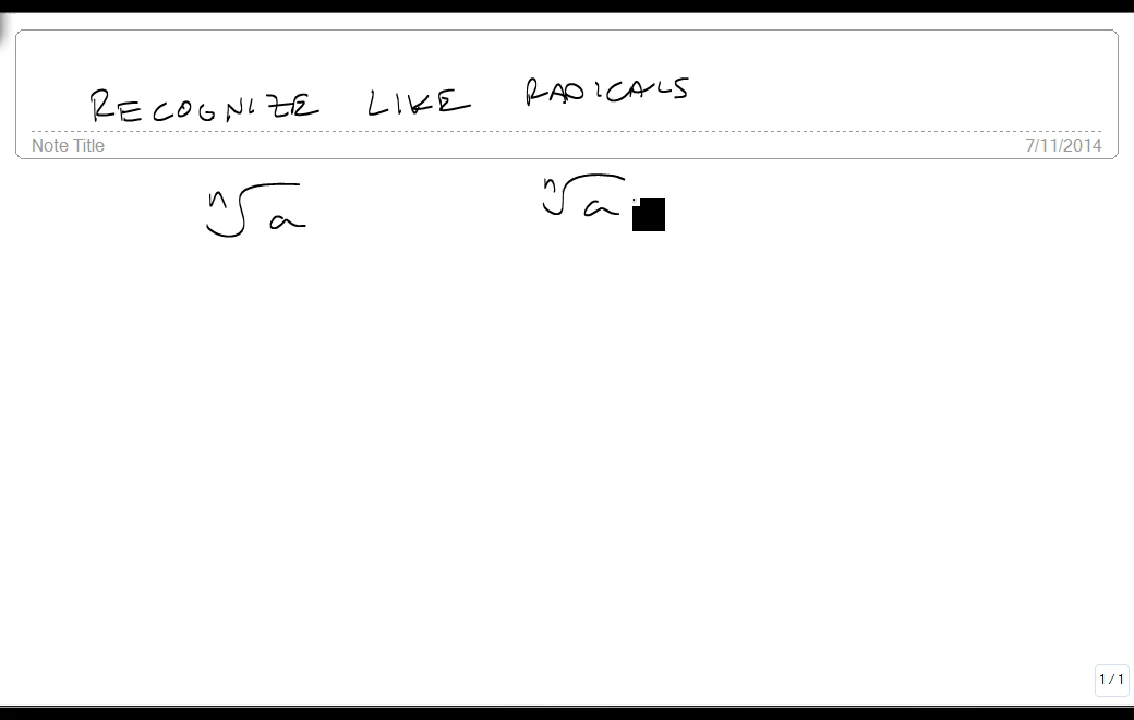 RECOGNIZE LIKE RADICALS
Note Title 7/11/2014
ⁿ√a ⁿ√a
1 / 1